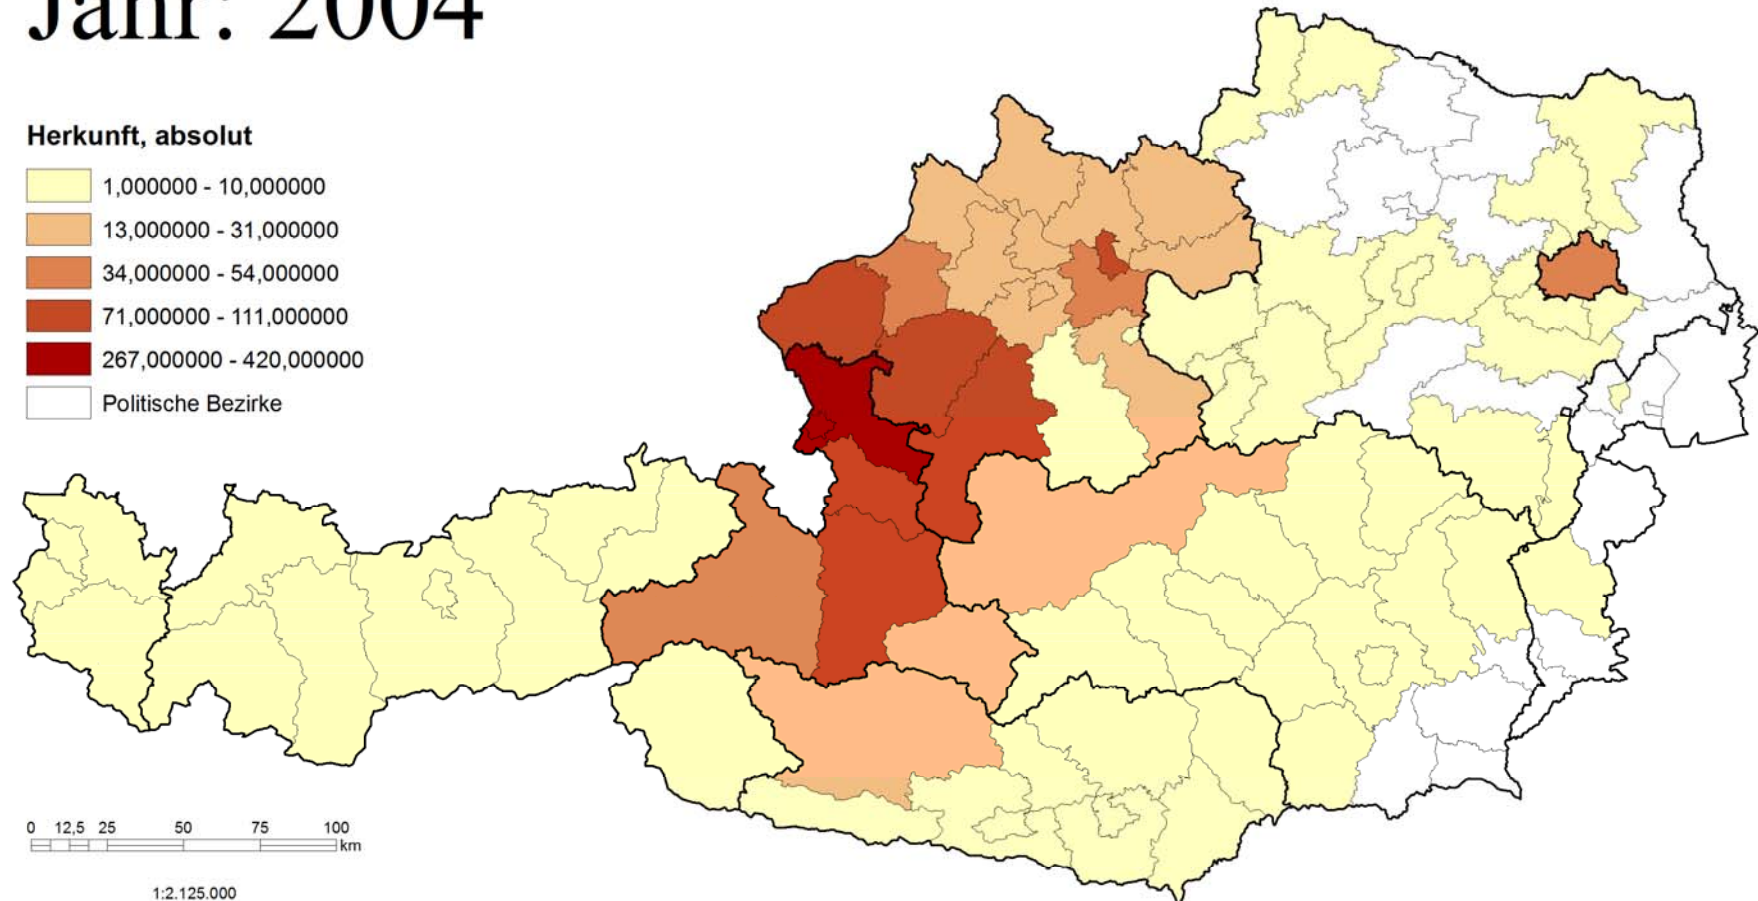 Jahr: 2004
Herkunft, absolut
1,000000 - 10,000000
13,000000 - 31,000000
34,000000 - 54,000000
71,000000 - 111,000000
267,000000 - 420,000000
Politische Bezirke
0 12,5 25 50 75 100
km
1:2.125.000